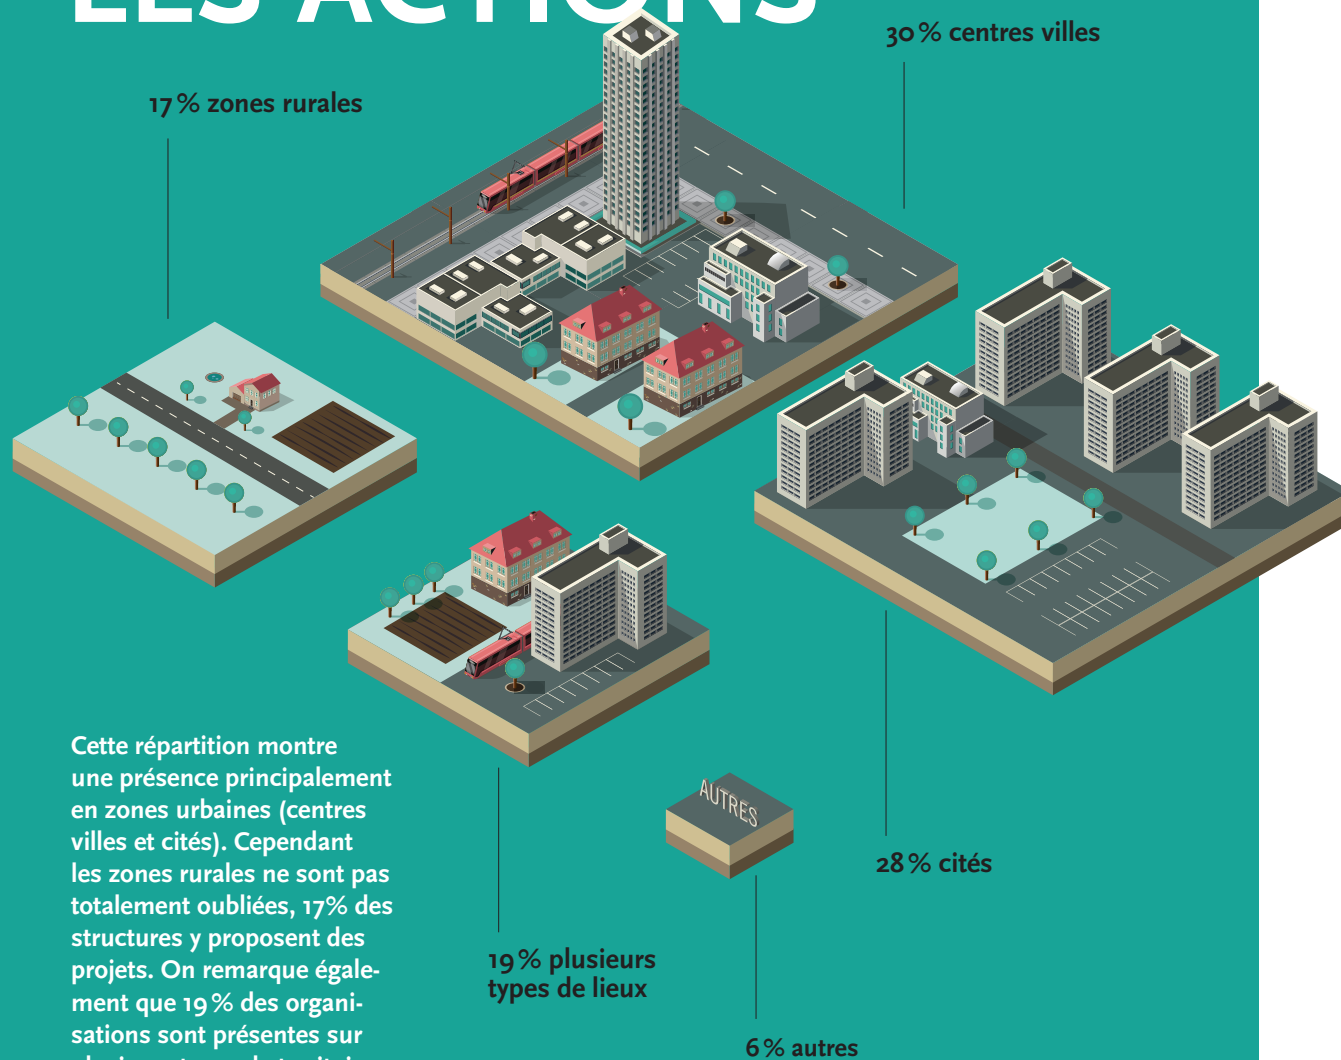 LES ACTIONS
30 % centres villes
17 % zones rurales
Cette répartition montre
une présence principalement
en zones urbaines (centres
villes et cités). Cependant
les zones rurales ne sont pas
totalement oubliées, 17% des
structures y proposent des
projets. On remarque égale-
ment que 19 % des organi-
sations sont présentes sur
AUTRES
28 % cités
19 % plusieurs
types de lieux
6 % autres